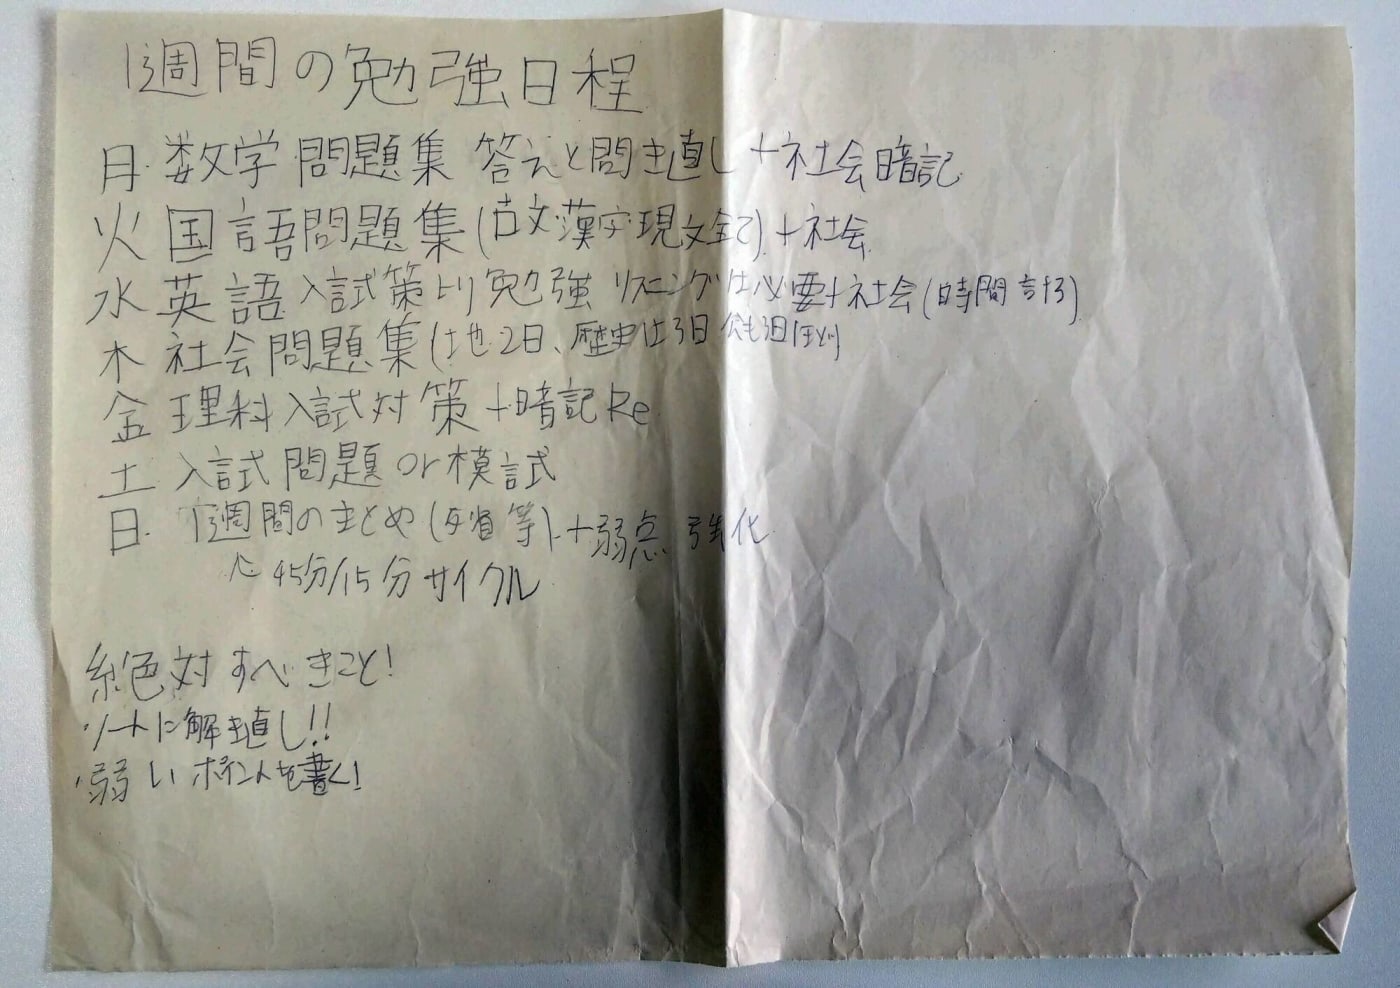 1週間の勉強日程
月 数学問題集 答えと問き直し +社会暗記
火 国語問題集(古文・漢字・現文全て)+社会
水 英語 入試策より勉強 リスニングは必要+社会(時間
木 社会問題集(地2日、歴史は3日
金 理科入試対策+暗記Re
土 入試問題or模試
日 1週間のまとめ(反省等)+弱点強化
45分/15分サイクル
絶対すべきこと!
ノートに解き直し!!
・弱いポイントを書く!